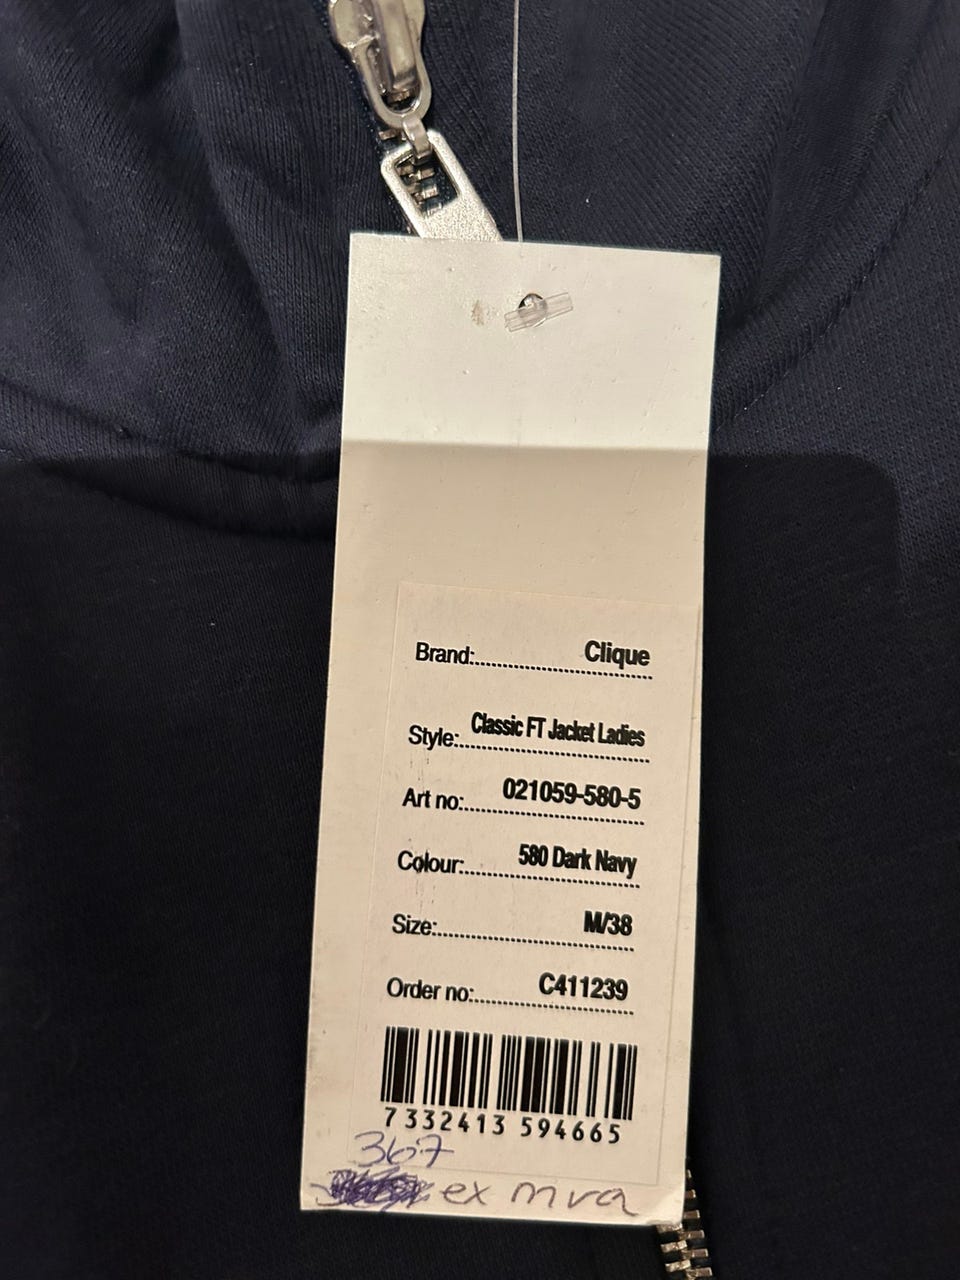 Brand: Clique
Style: Classic FT Jacket Ladies
Art no: 021059-580-5
Colour: 580 Dark Navy
Size: M/38
Order no: C411239
7332413 594665
367
ex mva